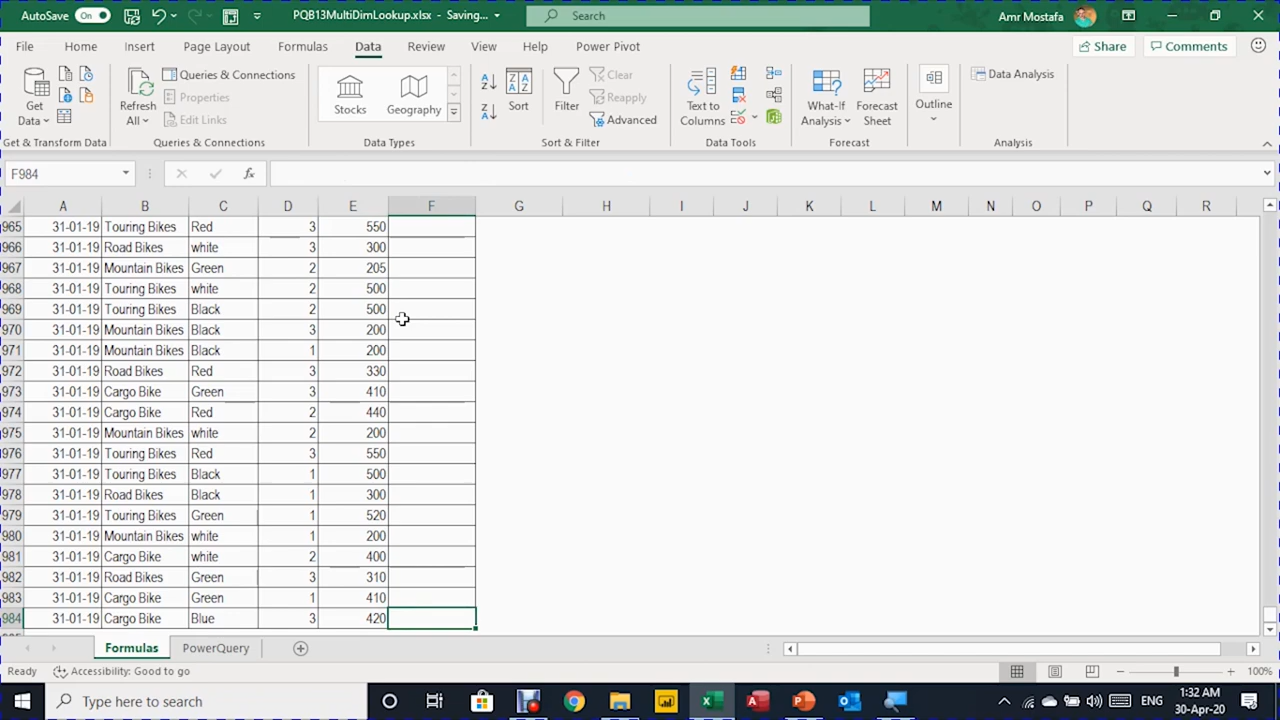 AutoSave On PQB13MultiDimLookup.xlsx - Saving... Search Amr Mostafa
File Home Insert Page Layout Formulas Data Review View Help Power Pivot Share Comments
Get Data Refresh All Queries & Connections Properties Edit Links Stocks Geography Sort Filter Clear Reapply Advanced Text to Columns What-If Analysis Forecast Sheet Outline Data Analysis
Get & Transform Data Queries & Connections Data Types Sort & Filter Data Tools Forecast Analysis
F984 fx
A B C D E F G H I J K L M N O P Q R
965 31-01-19 Touring Bikes Red 3 550
966 31-01-19 Road Bikes white 3 300
967 31-01-19 Mountain Bikes Green 2 205
968 31-01-19 Touring Bikes white 2 500
969 31-01-19 Touring Bikes Black 2 500
970 31-01-19 Mountain Bikes Black 3 200
971 31-01-19 Mountain Bikes Black 1 200
972 31-01-19 Road Bikes Red 3 330
973 31-01-19 Cargo Bike Green 3 410
974 31-01-19 Cargo Bike Red 2 440
975 31-01-19 Mountain Bikes white 2 200
976 31-01-19 Touring Bikes Red 3 550
977 31-01-19 Touring Bikes Black 1 500
978 31-01-19 Road Bikes Black 1 300
979 31-01-19 Touring Bikes Green 1 520
980 31-01-19 Mountain Bikes white 1 200
981 31-01-19 Cargo Bike white 2 400
982 31-01-19 Road Bikes Green 3 310
983 31-01-19 Cargo Bike Green 1 410
984 31-01-19 Cargo Bike Blue 3 420
Formulas PowerQuery
Ready Accessibility: Good to go 100%
Type here to search ENG 1:32 AM
30-Apr-20